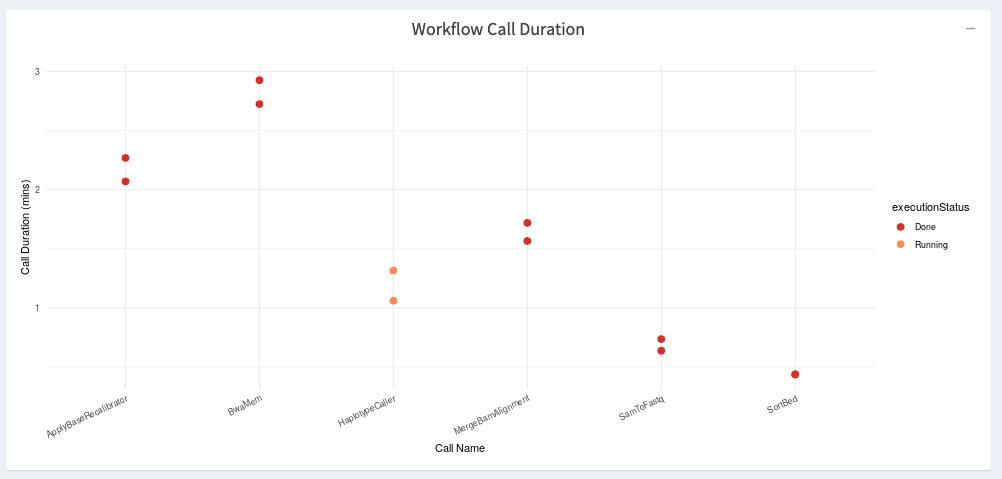 Workflow Call Duration
3
2
1
Call Duration (mins)
ApplyBaseRecalibrator
BwaMem
HaplotypeCaller
MergeBamAlignment
SamToFastq
SortBed
Call Name
executionStatus
Done
Running